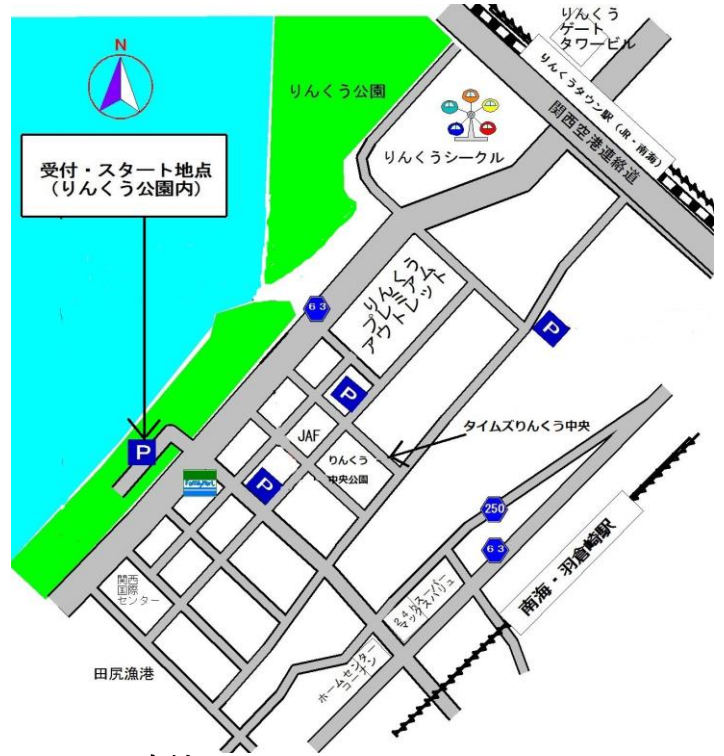 りんくう
ゲート
タワービル
N
りんくうタウン駅(JR・南海)
関西空港連絡道
りんくう公園
りんくうシークル
受付・スタート地点
(りんくう公園内)
63
りんくう
プレミアム
アウトレット
P
P
タイムズりんくう中央
JAF
りんくう
中央公園
P
P
FamilyMart
250
63
南海・羽倉崎駅
関西
国際
センター
24hスーパー
マックスバリュ
ホームセンター
コーナン
田尻漁港